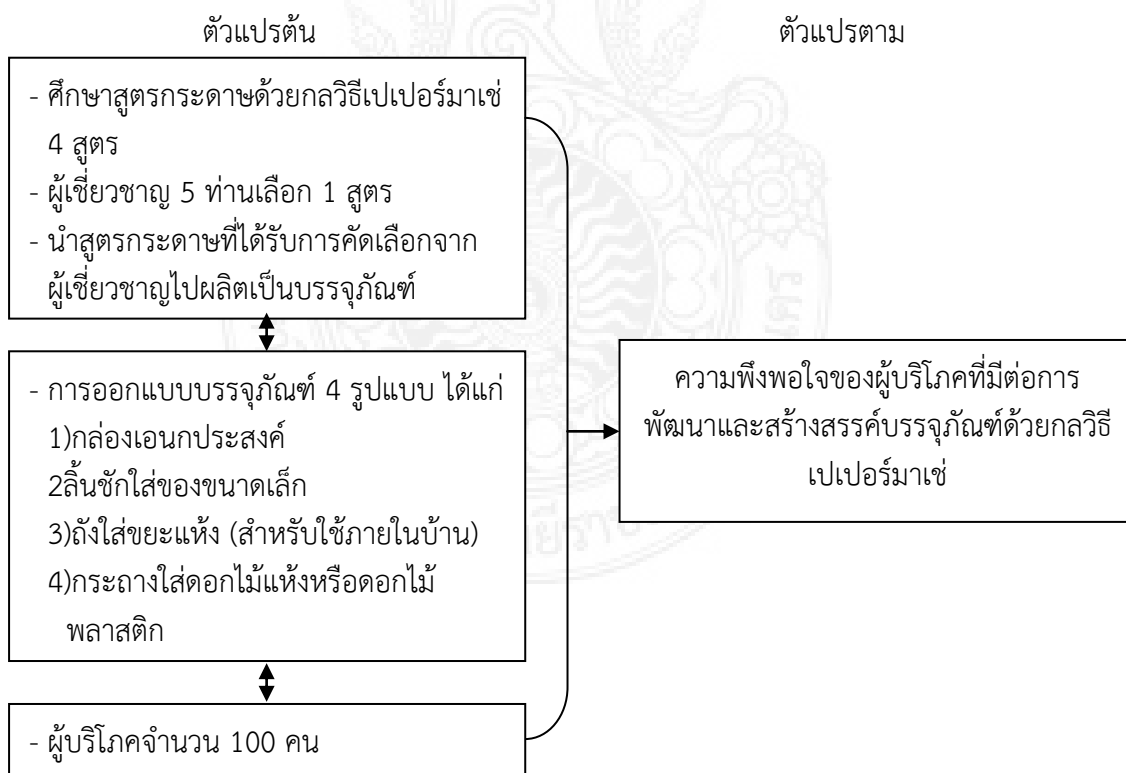 ตัวแปรต้น
ตัวแปรตาม
- ศึกษาสูตรกระดาษด้วยกลวิธีเปเปอร์มาเช่
4 สูตร
- ผู้เชี่ยวชาญ 5 ท่านเลือก 1 สูตร
- นำสูตรกระดาษที่ได้รับการคัดเลือกจาก
ผู้เชี่ยวชาญไปผลิตเป็นบรรจุภัณฑ์
- การออกแบบบรรจุภัณฑ์ 4 รูปแบบ ได้แก่
1)กล่องเอนกประสงค์
2ลิ้นชักใส่ของขนาดเล็ก
3)ถังใส่ขยะแห้ง (สำหรับใช้ภายในบ้าน)
4)กระถางใส่ดอกไม้แห้งหรือดอกไม้
พลาสติก
- ผู้บริโภคจำนวน 100 คน
ความพึงพอใจของผู้บริโภคที่มีต่อการ
พัฒนาและสร้างสรรค์บรรจุภัณฑ์ด้วยกลวิธี
เปเปอร์มาเช่